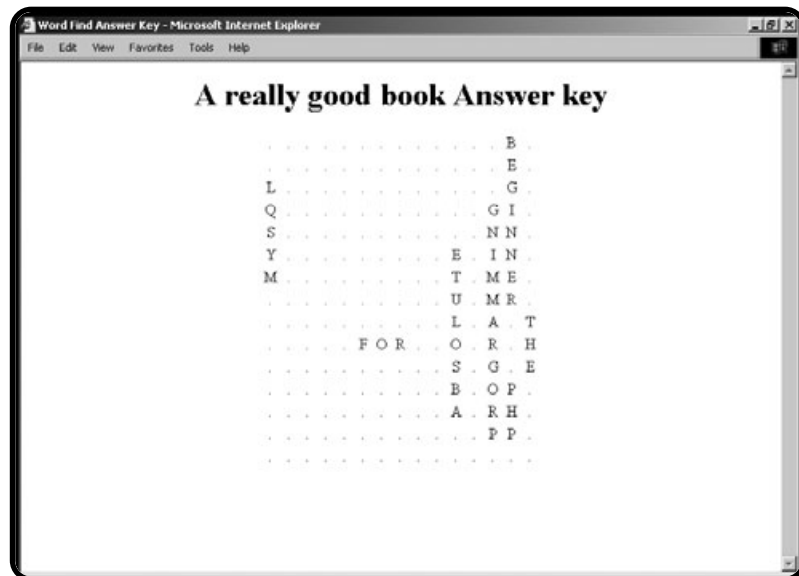 Word Find Answer Key - Microsoft Internet Explorer
File Edit View Favorites Tools Help
A really good book Answer key
. . . . . . . . . . . . . B .
. . . . . . . . . . . . . E .
L . . . . . . . . . . . . G .
Q . . . . . . . . . . . G I .
S . . . . . . . . . . . N N .
Y . . . . . . . . . E . I N .
M . . . . . . . . . T . M E .
. . . . . . . . . . U . M R .
. . . . . . . . . . L . A . T
. . . . . F O R . . O . R . H
. . . . . . . . . . S . G . E
. . . . . . . . . . B . O P .
. . . . . . . . . . A . R H .
. . . . . . . . . . . . P P .
. . . . . . . . . . . . . . .